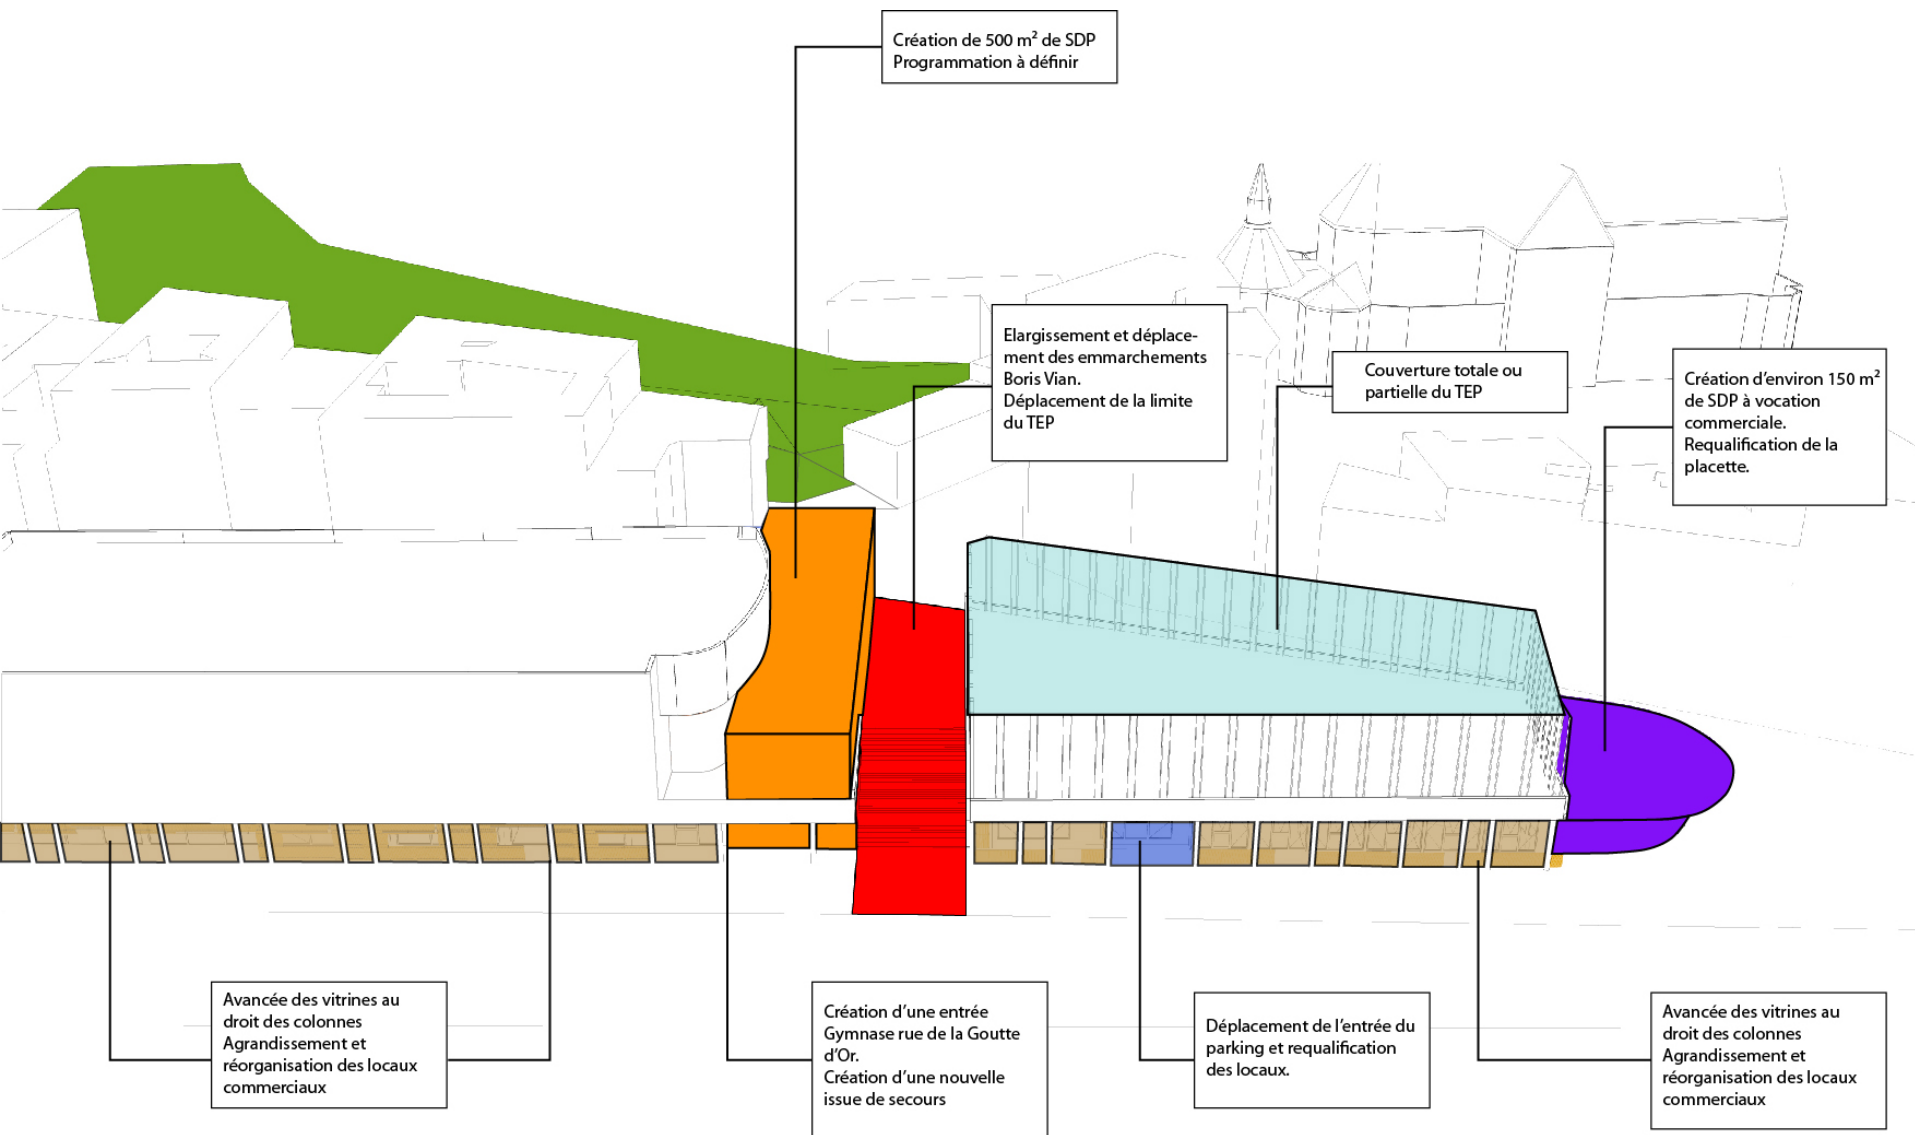 Création de 500 m² de SDP
Programmation à définir
Elargissement et déplace-
ment des emmarchements
Boris Vian.
Déplacement de la limite
du TEP
Couverture totale ou
partielle du TEP
Création d'environ 150 m²
de SDP à vocation
commerciale.
Requalification de la
placette.
Avancée des vitrines au
droit des colonnes
Agrandissement et
réorganisation des locaux
commerciaux
Création d'une entrée
Gymnase rue de la Goutte
d'Or.
Création d'une nouvelle
issue de secours
Déplacement de l'entrée du
parking et requalification
des locaux.
Avancée des vitrines au
droit des colonnes
Agrandissement et
réorganisation des locaux
commerciaux